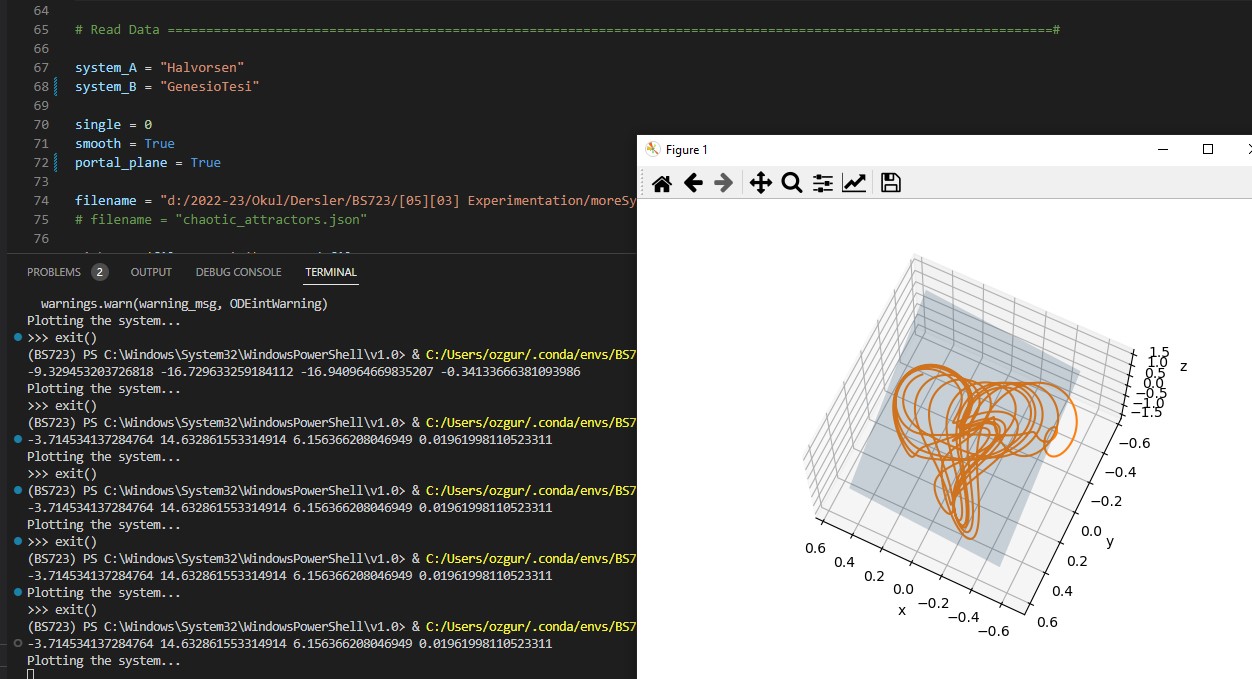 64
65 # Read Data ===================================================================================================================#
66
67 system_A = "Halvorsen"
68 system_B = "GenesioTesi"
69
70 single = 0
71 smooth = True
72 portal_plane = True
73
74 filename = "d:/2022-23/Okul/Dersler/BS723/[05][03] Experimentation/moreSy
75 # filename = "chaotic_attractors.json"
76
PROBLEMS 2 OUTPUT DEBUG CONSOLE TERMINAL
warnings.warn(warning_msg, ODEintWarning)
Plotting the system...
>>> exit()
(BS723) PS C:\Windows\System32\WindowsPowerShell\v1.0> & C:/Users/ozgur/.conda/envs/BS7
-9.329453203726818 -16.729633259184112 -16.940964669835207 -0.34133666381093986
Plotting the system...
>>> exit()
(BS723) PS C:\Windows\System32\WindowsPowerShell\v1.0> & C:/Users/ozgur/.conda/envs/BS7
-3.714534137284764 14.632861553314914 6.156366208046949 0.01961998110523311
Plotting the system...
>>> exit()
(BS723) PS C:\Windows\System32\WindowsPowerShell\v1.0> & C:/Users/ozgur/.conda/envs/BS7
-3.714534137284764 14.632861553314914 6.156366208046949 0.01961998110523311
Plotting the system...
>>> exit()
(BS723) PS C:\Windows\System32\WindowsPowerShell\v1.0> & C:/Users/ozgur/.conda/envs/BS7
-3.714534137284764 14.632861553314914 6.156366208046949 0.01961998110523311
Plotting the system...
>>> exit()
(BS723) PS C:\Windows\System32\WindowsPowerShell\v1.0> & C:/Users/ozgur/.conda/envs/BS7
-3.714534137284764 14.632861553314914 6.156366208046949 0.01961998110523311
Plotting the system...
Figure 1
1.5
1.0
0.5
0.0
−0.5
−1.0
−1.5
z
−0.6
−0.4
−0.2
0.0
0.2
0.4
0.6
y
0.6
0.4
0.2
0.0
−0.2
−0.4
−0.6
x